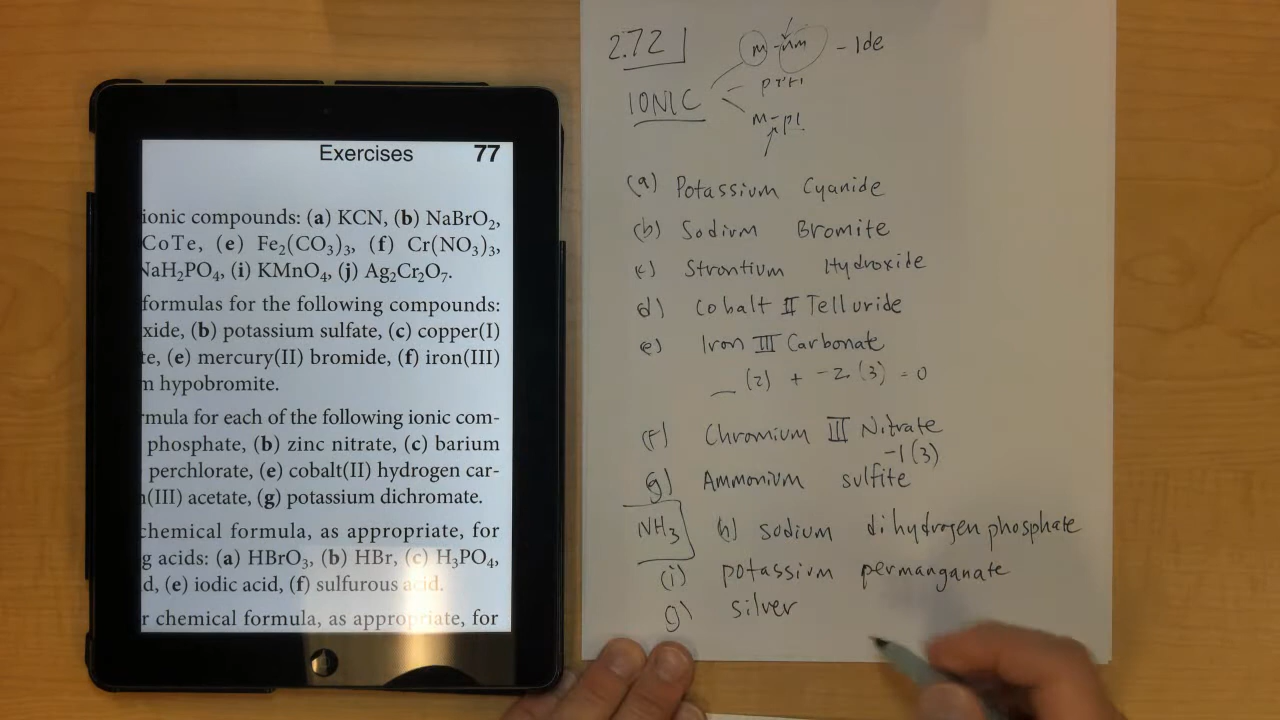 Exercises 77
ionic compounds: (a) KCN, (b) NaBrO₂,
CoTe, (e) Fe₂(CO₃)₃, (f) Cr(NO₃)₃,
NaH₂PO₄, (i) KMnO₄, (j) Ag₂Cr₂O₇.
formulas for the following compounds:
xide, (b) potassium sulfate, (c) copper(I)
te, (e) mercury(II) bromide, (f) iron(III)
m hypobromite.
rmula for each of the following ionic com-
phosphate, (b) zinc nitrate, (c) barium
perchlorate, (e) cobalt(II) hydrogen car-
n(III) acetate, (g) potassium dichromate.
chemical formula, as appropriate, for
g acids: (a) HBrO₃, (b) HBr, (c) H₃PO₄,
d, (e) iodic acid, (f) sulfurous acid.
r chemical formula, as appropriate, for
2.72 m - nm - Ide
IONIC
m - pI
(a) Potassium Cyanide
(b) Sodium Bromite
(c) Strontium Hydroxide
d) Cobalt II Telluride
e) Iron III Carbonate
_ (2) + -2 (3) = 0
(f) Chromium III Nitrate
-1(3)
g) Ammonium sulfite
NH₃ h) sodium dihydrogen phosphate
(i) potassium permanganate
g) silver